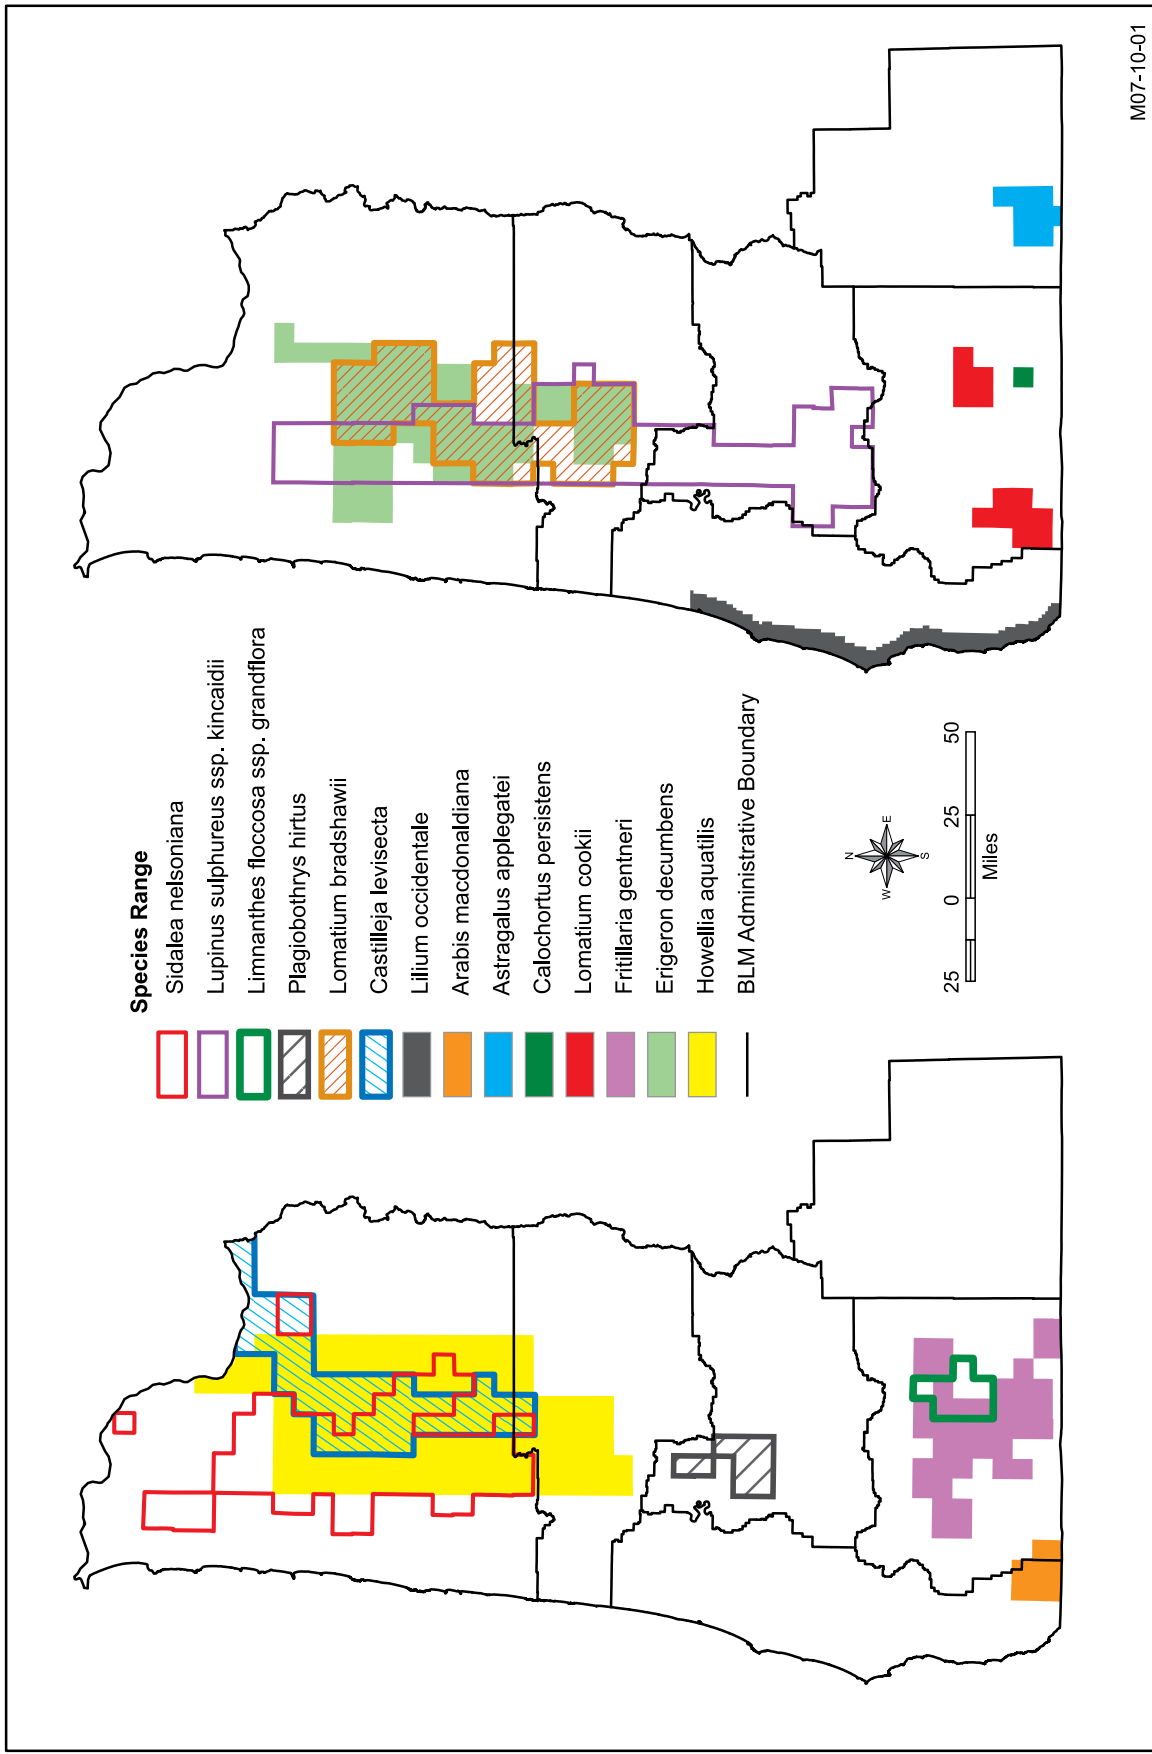 Species Range
Sidalea nelsoniana
Lupinus sulphureus ssp. kincaidii
Limnanthes floccosa ssp. grandflora
Plagiobothrys hirtus
Lomatium bradshawii
Castilleja levisecta
Lilium occidentale
Arabis macdonaldiana
Astragalus applegatei
Calochortus persistens
Lomatium cookii
Fritillaria gentneri
Erigeron decumbens
Howellia aquatilis
BLM Administrative Boundary
N
W E
S
25 0 25 50
Miles
M07-10-01